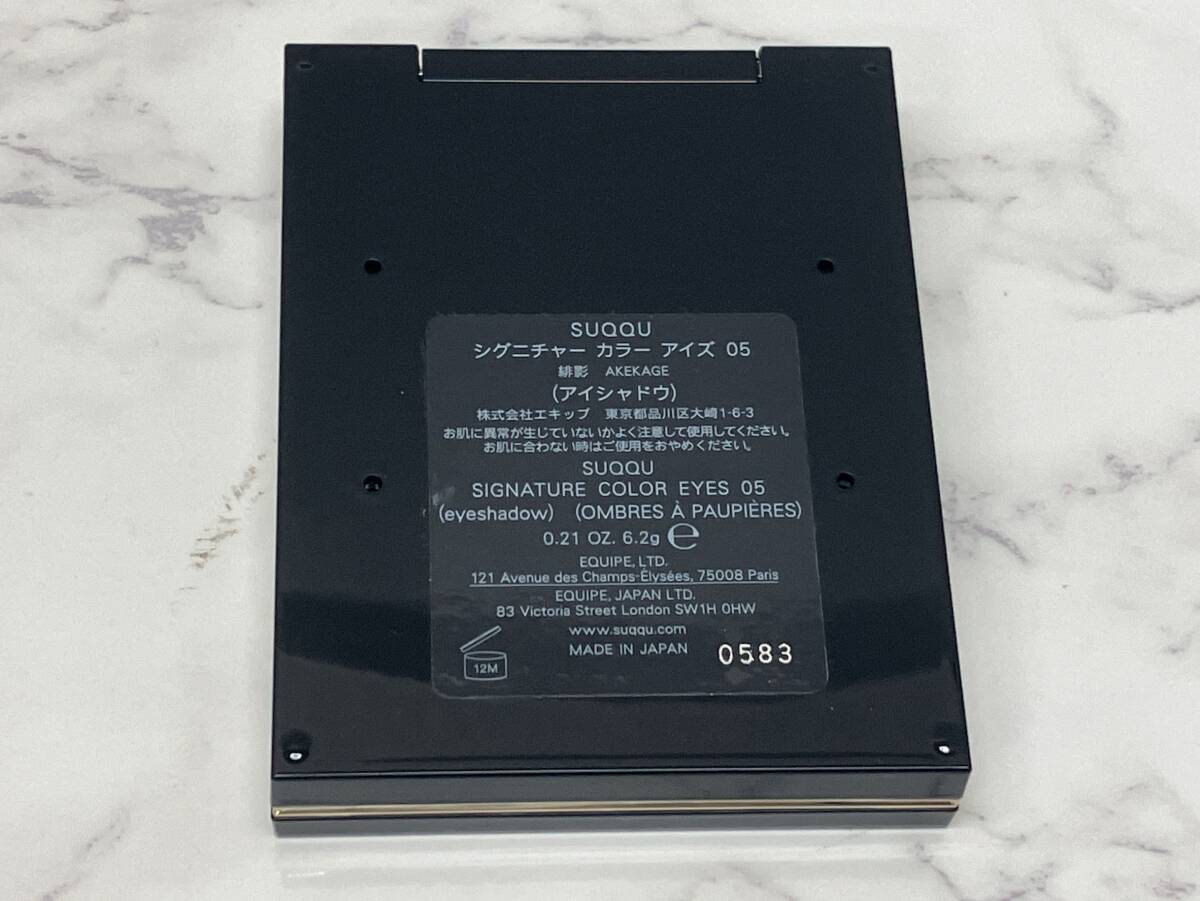 SUQQU
シグニチャー カラー アイズ 05
緋影 AKEKAGE
(アイシャドウ)
株式会社エキップ 東京都品川区大崎1-6-3
お肌に異常が生じていないかよく注意して使用してください。
お肌に合わない時はご使用をおやめください。
SUQQU
SIGNATURE COLOR EYES 05
(eyeshadow) (OMBRES À PAUPIÈRES)
0.21 OZ. 6.2g ℮
EQUIPE, LTD.
121 Avenue des Champs-Élysées, 75008 Paris
EQUIPE, JAPAN LTD.
83 Victoria Street London SW1H 0HW
www.suqqu.com
MADE IN JAPAN
12M
0583